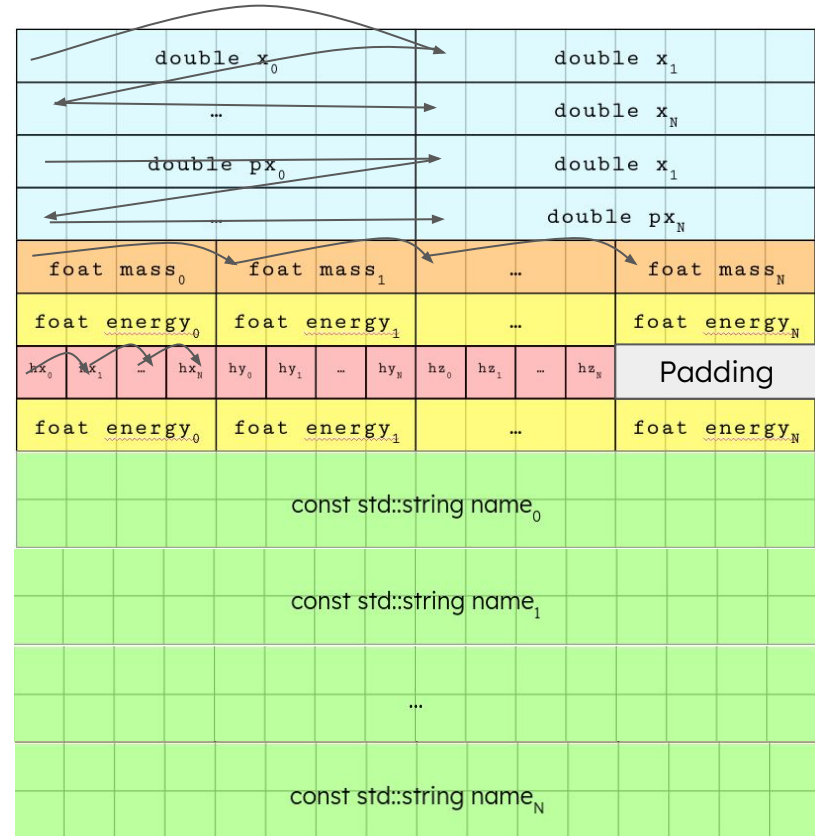 double x0 double x1
… double xN
double px0 double x1
… double pxN
foat mass0 foat mass1 … foat massN
foat energy0 foat energy1 … foat energyN
hx0 hx1 … hxN hy0 hy1 … hyN hz0 hz1 … hzN Padding
foat energy0 foat energy1 … foat energyN
const std::string name0
const std::string name1
…
const std::string nameN